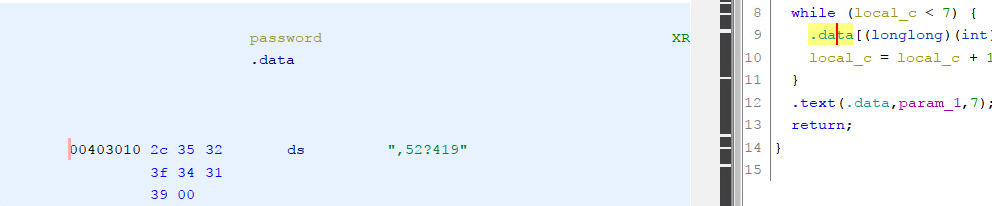 password
XR
.data
00403010 2c 35 32 ds ",52?419"
3f 34 31
39 00
8 while (local_c < 7) {
9 .data[(longlong)(int)
10 local_c = local_c + 1
11 }
12 .text(.data,param_1,7);
13 return;
14 }
15